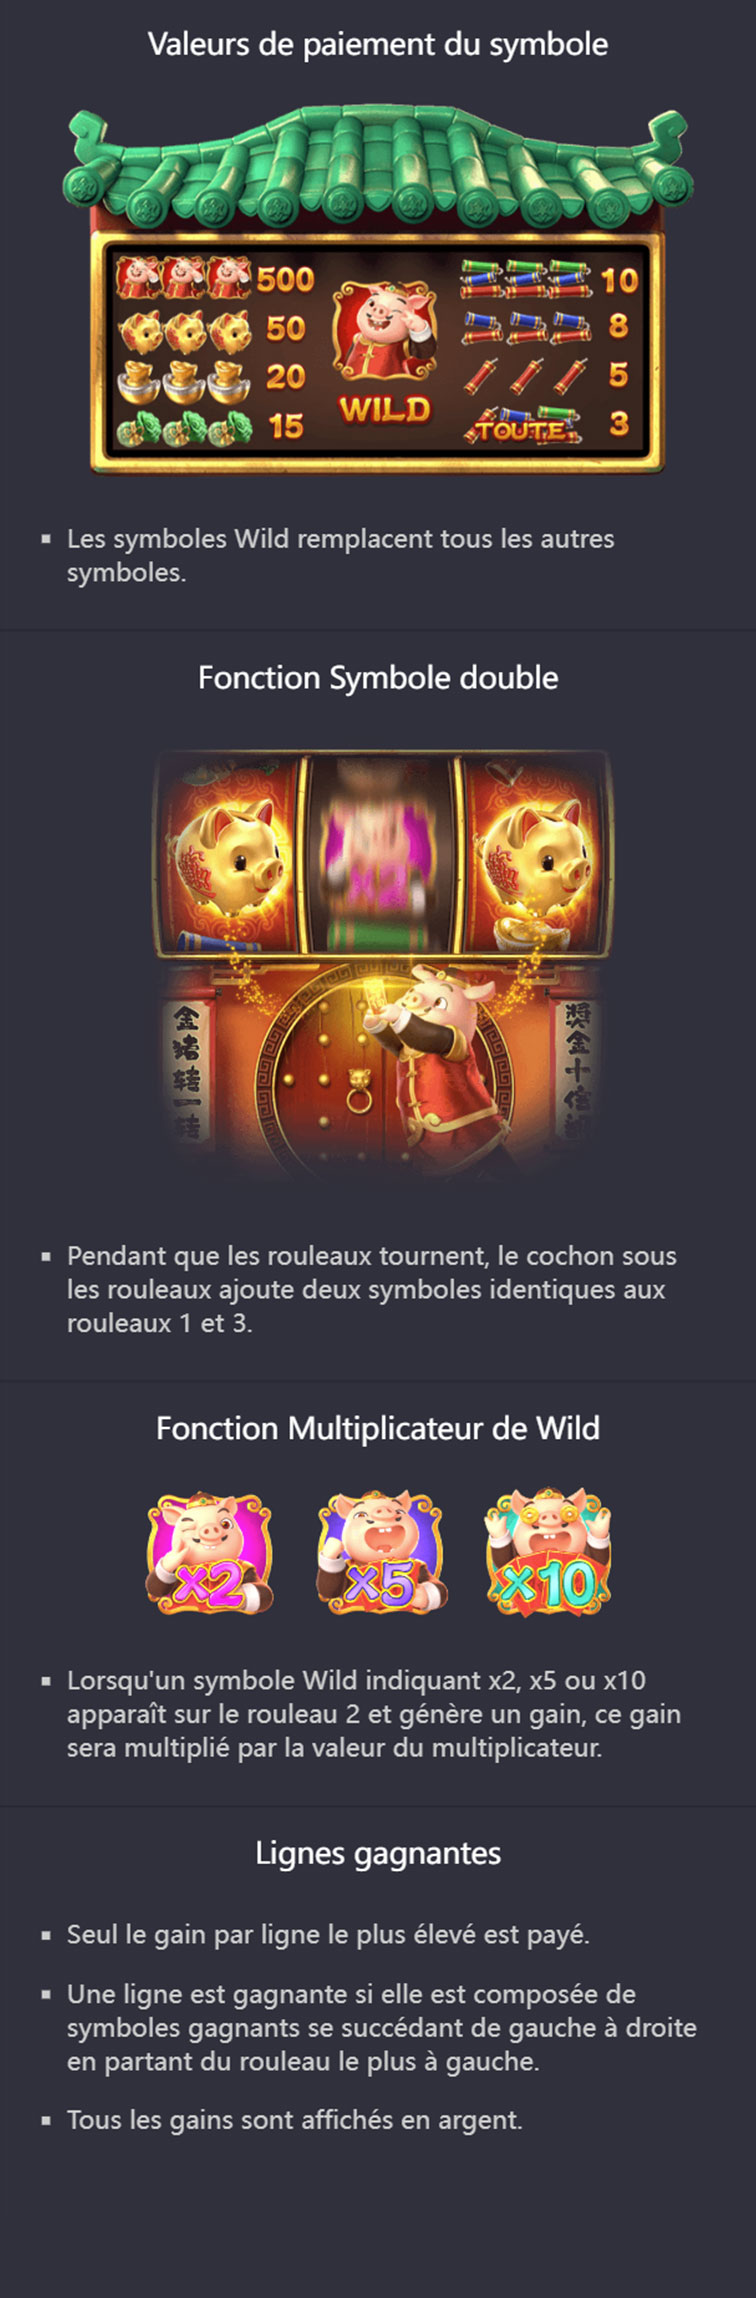 Valeurs de paiement du symbole
500
50
20
15
WILD
10
8
5
TOUTE 3
▪ Les symboles Wild remplacent tous les autres
symboles.
Fonction Symbole double
x2
金猪转一转
奖金十倍
▪ Pendant que les rouleaux tournent, le cochon sous
les rouleaux ajoute deux symboles identiques aux
rouleaux 1 et 3.
Fonction Multiplicateur de Wild
x2 x5 x10
▪ Lorsqu'un symbole Wild indiquant x2, x5 ou x10
apparaît sur le rouleau 2 et génère un gain, ce gain
sera multiplié par la valeur du multiplicateur.
Lignes gagnantes
▪ Seul le gain par ligne le plus élevé est payé.
▪ Une ligne est gagnante si elle est composée de
symboles gagnants se succédant de gauche à droite
en partant du rouleau le plus à gauche.
▪ Tous les gains sont affichés en argent.